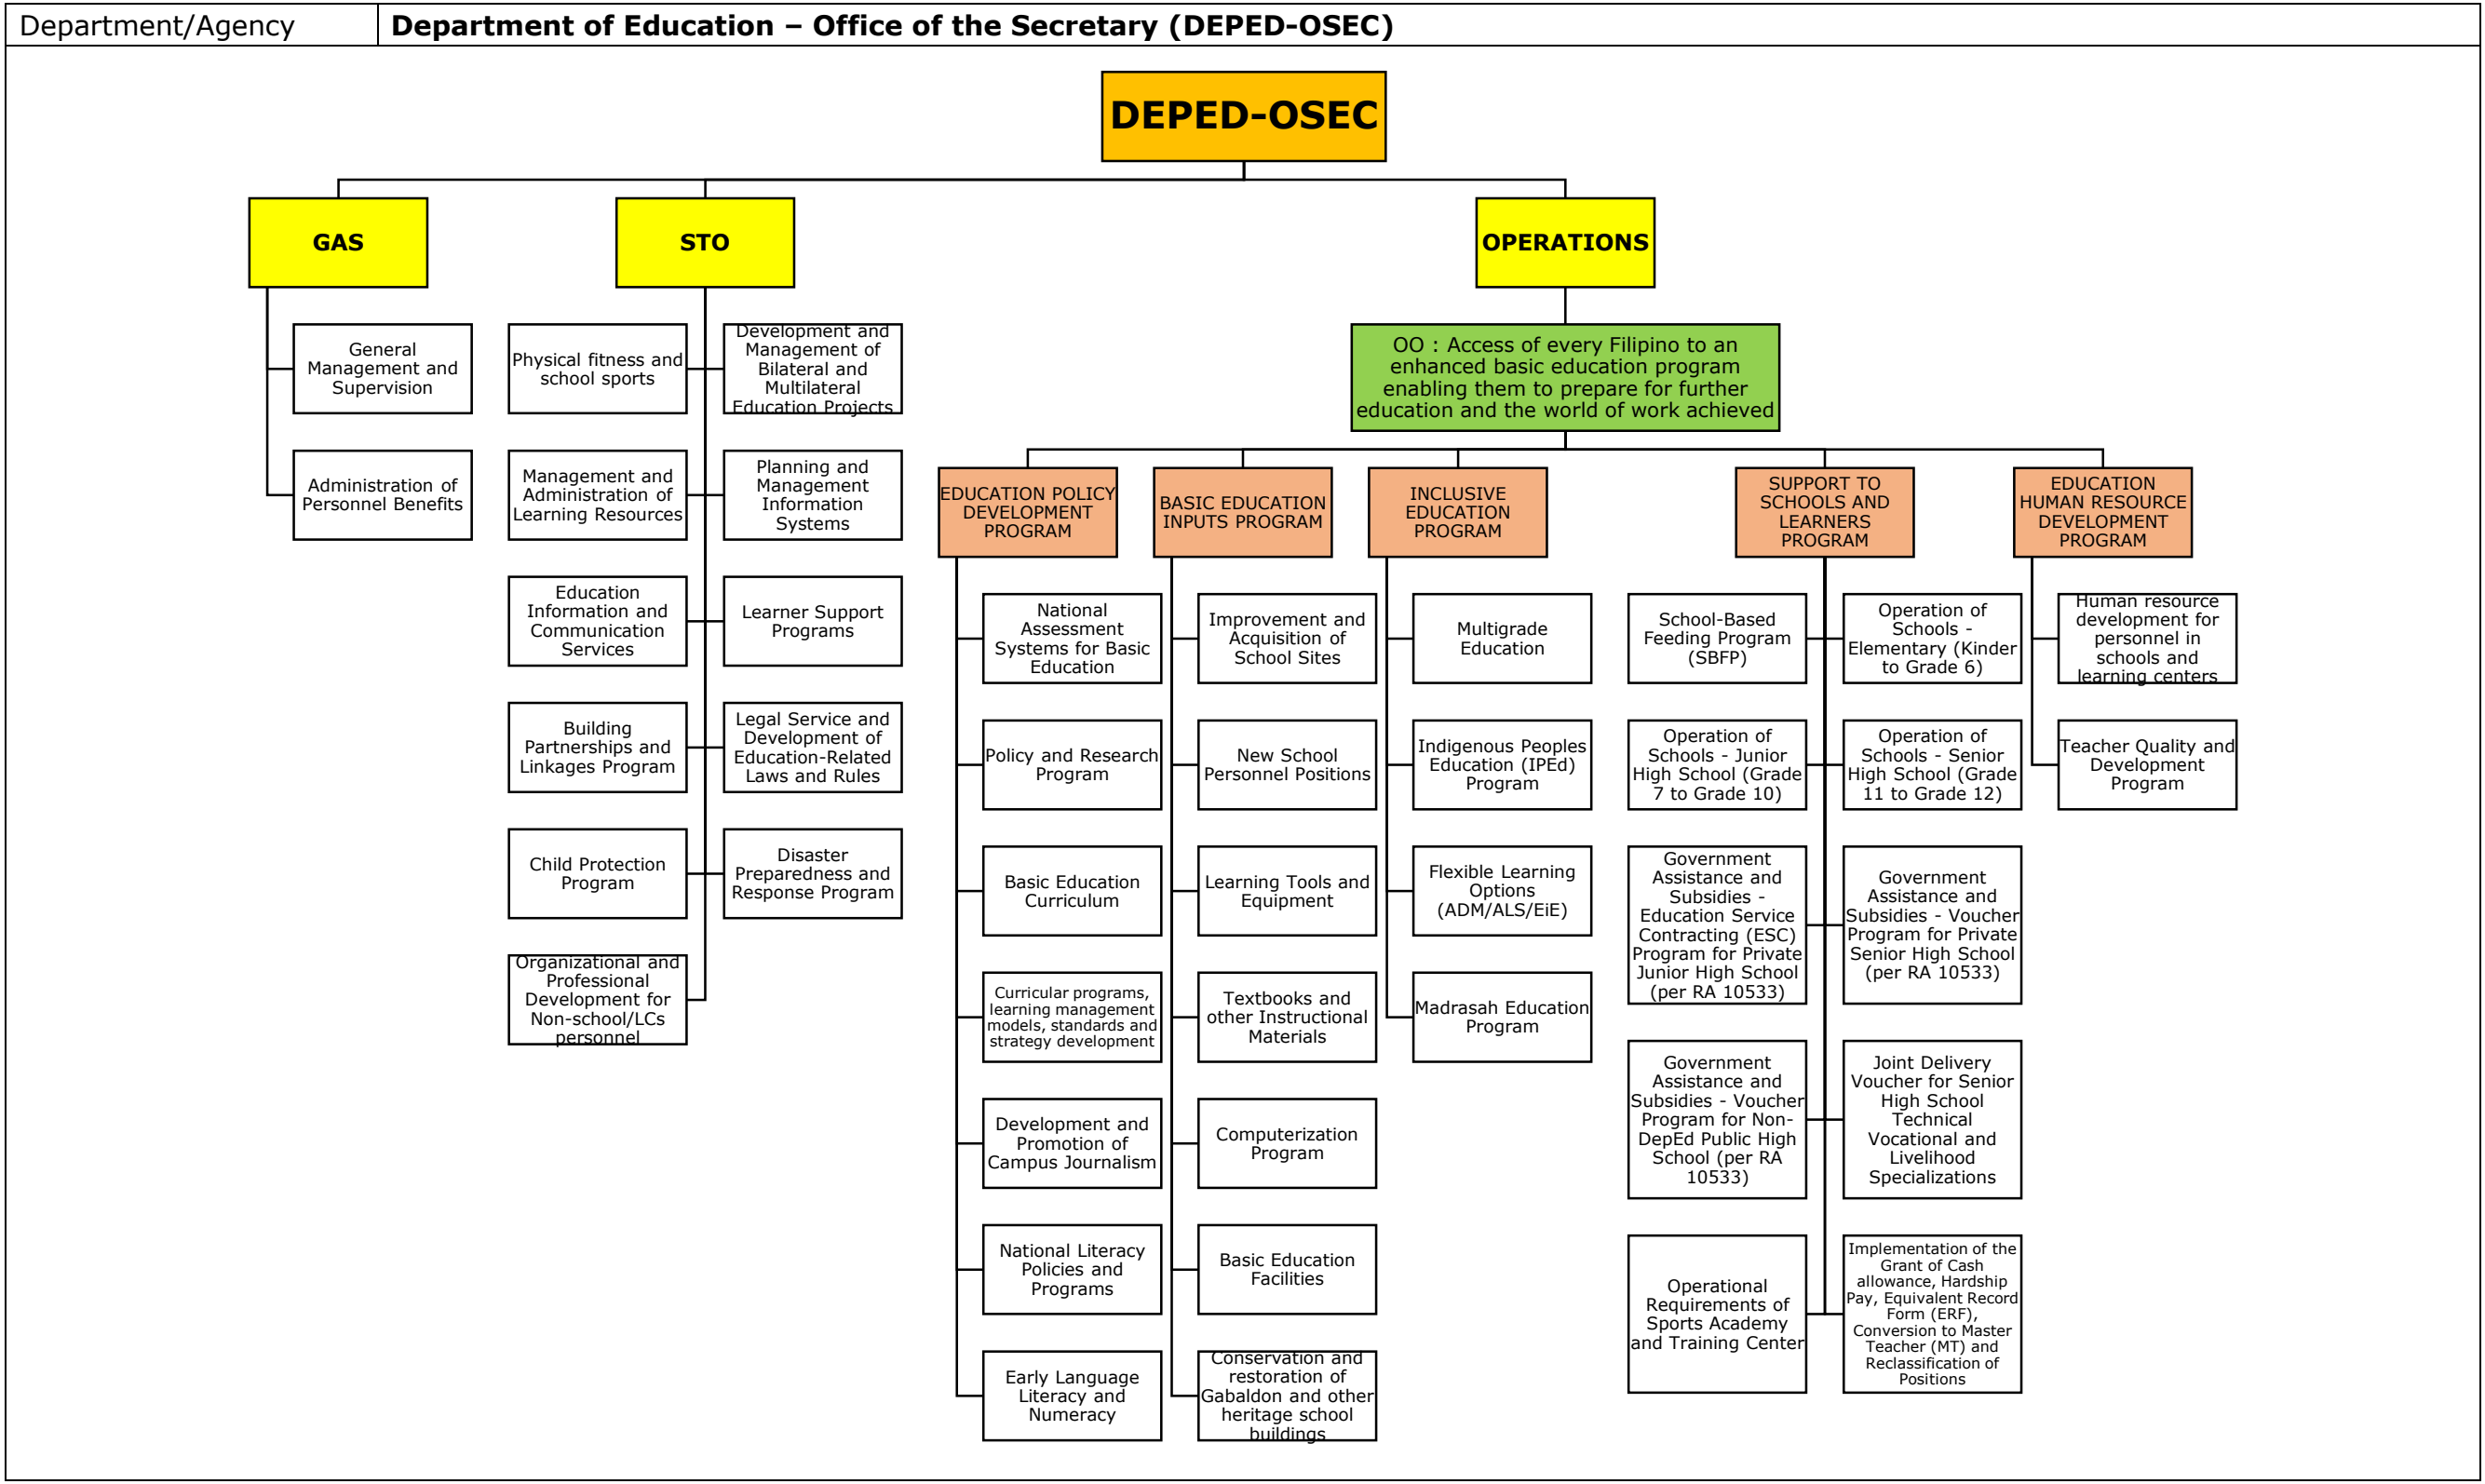 Department/Agency
Department of Education – Office of the Secretary (DEPED-OSEC)
DEPED-OSEC
GAS
STO
OPERATIONS
General
Management and
Supervision
Administration of
Personnel Benefits
Physical fitness and
school sports
Development and
Management of
Bilateral and
Multilateral
Education Projects
Management and
Administration of
Learning Resources
Planning and
Management
Information
Systems
Education
Information and
Communication
Services
Learner Support
Programs
Building
Partnerships and
Linkages Program
Legal Service and
Development of
Education-Related
Laws and Rules
Child Protection
Program
Disaster
Preparedness and
Response Program
Organizational and
Professional
Development for
Non-school/LCs
personnel
OO : Access of every Filipino to an
enhanced basic education program
enabling them to prepare for further
education and the world of work achieved
EDUCATION POLICY
DEVELOPMENT
PROGRAM
National
Assessment
Systems for Basic
Education
Policy and Research
Program
Basic Education
Curriculum
Curricular programs,
learning management
models, standards and
strategy development
Development and
Promotion of
Campus Journalism
National Literacy
Policies and
Programs
Early Language
Literacy and
Numeracy
BASIC EDUCATION
INPUTS PROGRAM
Improvement and
Acquisition of
School Sites
New School
Personnel Positions
Learning Tools and
Equipment
Textbooks and
other Instructional
Materials
Computerization
Program
Basic Education
Facilities
Conservation and
restoration of
Gabaldon and other
heritage school
buildings
INCLUSIVE
EDUCATION
PROGRAM
Multigrade
Education
Indigenous Peoples
Education (IPEd)
Program
Flexible Learning
Options
(ADM/ALS/EiE)
Madrasah Education
Program
SUPPORT TO
SCHOOLS AND
LEARNERS
PROGRAM
School-Based
Feeding Program
(SBFP)
Operation of
Schools -
Elementary (Kinder
to Grade 6)
Operation of
Schools - Junior
High School (Grade
7 to Grade 10)
Operation of
Schools - Senior
High School (Grade
11 to Grade 12)
Government
Assistance and
Subsidies -
Education Service
Contracting (ESC)
Program for Private
Junior High School
(per RA 10533)
Government
Assistance and
Subsidies - Voucher
Program for Private
Senior High School
(per RA 10533)
Government
Assistance and
Subsidies - Voucher
Program for Non-
DepEd Public High
School (per RA
10533)
Joint Delivery
Voucher for Senior
High School
Technical
Vocational and
Livelihood
Specializations
Operational
Requirements of
Sports Academy
and Training Center
Implementation of the
Grant of Cash
allowance, Hardship
Pay, Equivalent Record
Form (ERF),
Conversion to Master
Teacher (MT) and
Reclassification of
Positions
EDUCATION
HUMAN RESOURCE
DEVELOPMENT
PROGRAM
Human resource
development for
personnel in
schools and
learning centers
Teacher Quality and
Development
Program